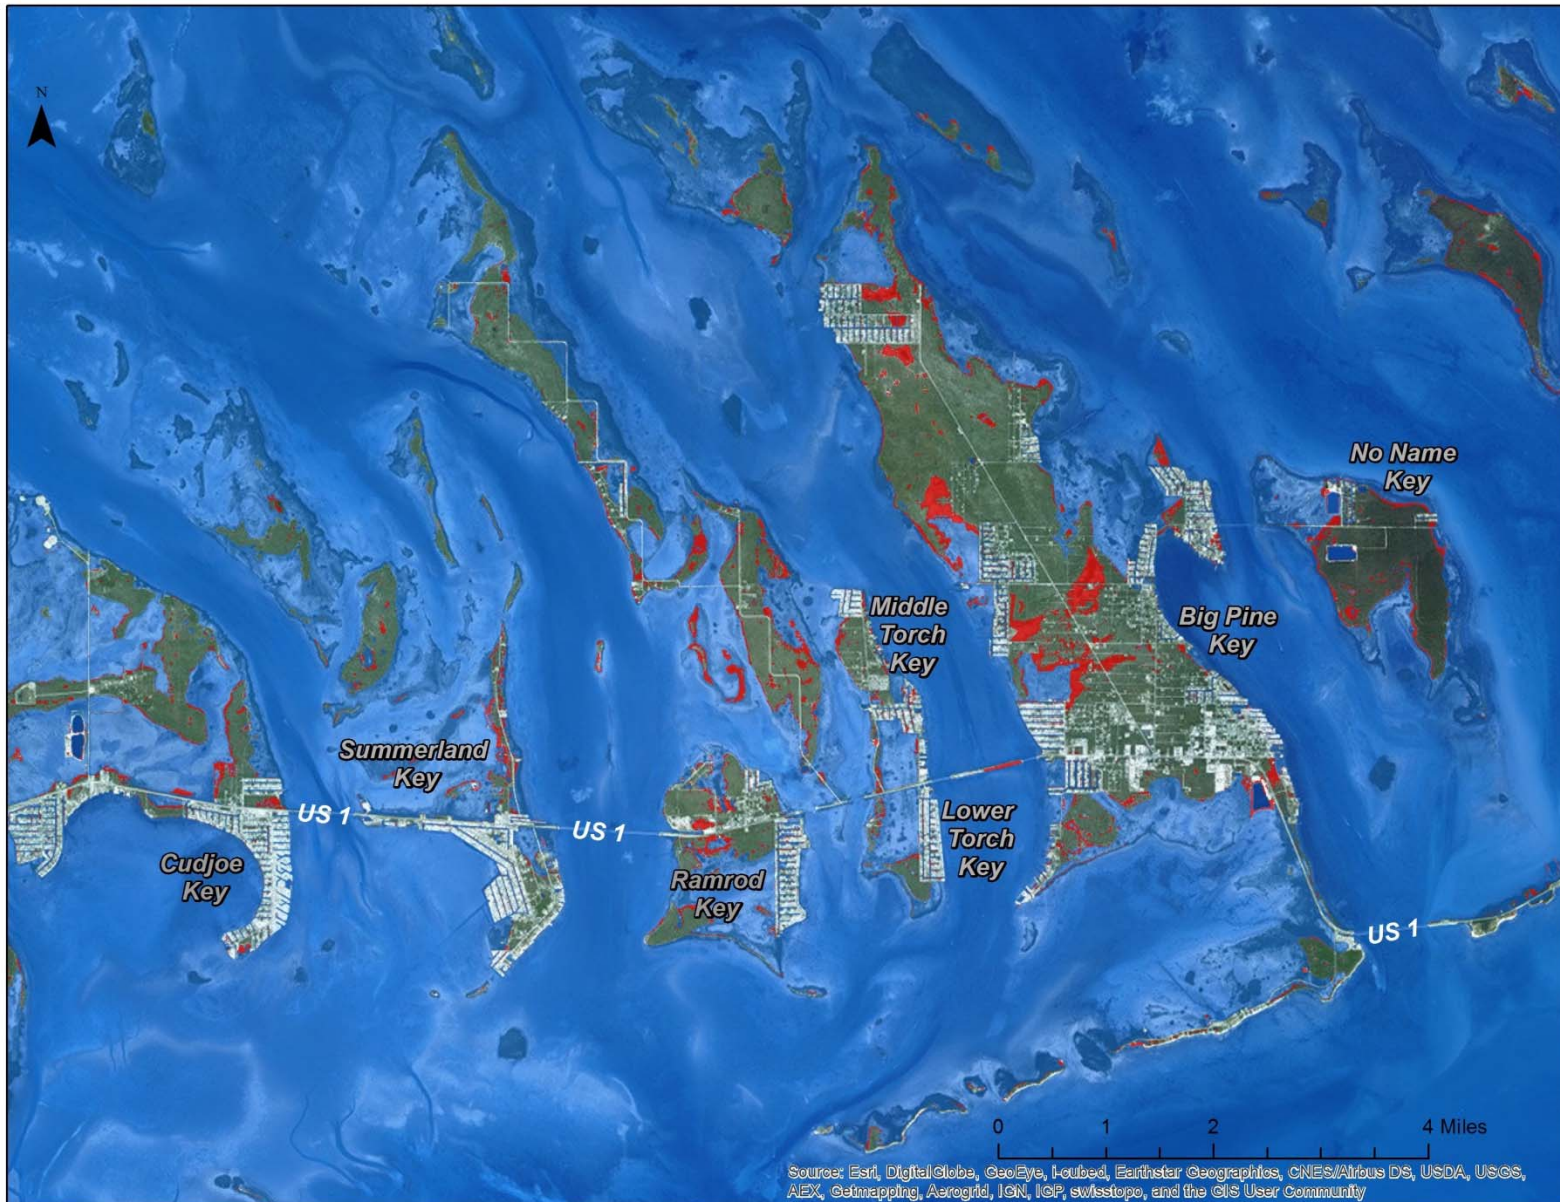 N
No Name
Key
Middle
Torch
Key
Big Pine
Key
Summerland
Key
US 1
US 1
Lower
Torch
Key
Cudjoe
Key
Ramrod
Key
US 1
0 1 2 4 Miles
Source: Esri, DigitalGlobe, GeoEye, i-cubed, Earthstar Geographics, CNES/Airbus DS, USDA, USGS,
AEX, Getmapping, Aerogrid, IGN, IGP, swisstopo, and the GIS User Community